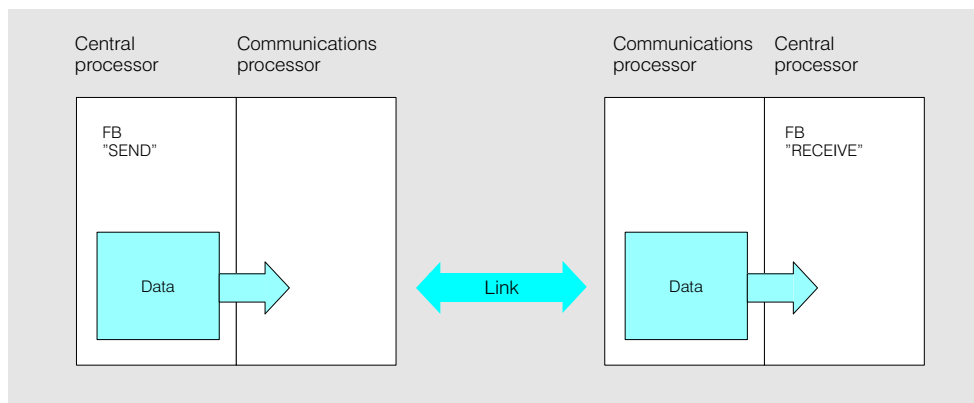 Central
processor
Communications
processor
Communications
processor
Central
processor
FB
”SEND”
FB
”RECEIVE”
Data
Link
Data